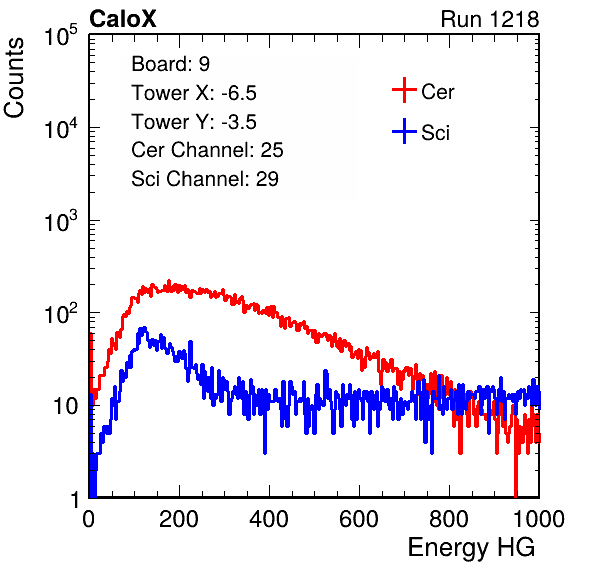 CaloX Run 1218
Counts
Board: 9
Tower X: -6.5
Tower Y: -3.5
Cer Channel: 25
Sci Channel: 29
Cer
Sci
10^5
10^4
10^3
10^2
10
1
0 200 400 600 800 1000
Energy HG